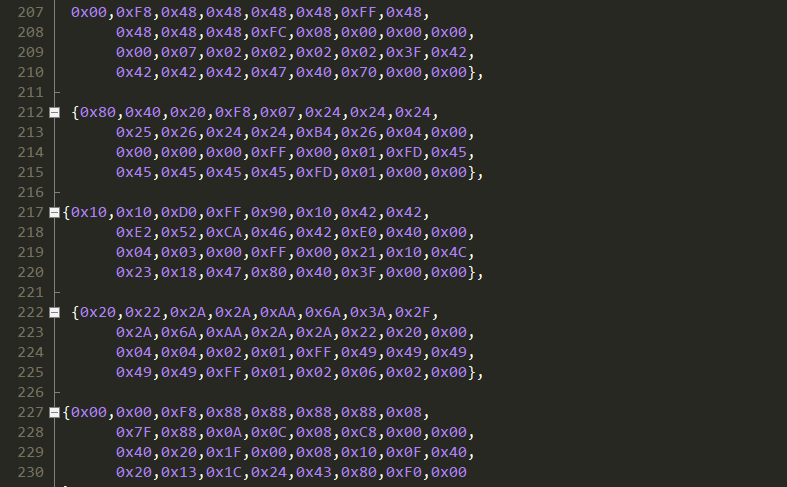 207 0x00,0xF8,0x48,0x48,0x48,0x48,0xFF,0x48,
208 0x48,0x48,0x48,0xFC,0x08,0x00,0x00,0x00,
209 0x00,0x07,0x02,0x02,0x02,0x02,0x3F,0x42,
210 0x42,0x42,0x42,0x47,0x40,0x70,0x00,0x00},
211
212 {0x80,0x40,0x20,0xF8,0x07,0x24,0x24,0x24,
213 0x25,0x26,0x24,0x24,0xB4,0x26,0x04,0x00,
214 0x00,0x00,0x00,0xFF,0x00,0x01,0xFD,0x45,
215 0x45,0x45,0x45,0x45,0xFD,0x01,0x00,0x00},
216
217 {0x10,0x10,0xD0,0xFF,0x90,0x10,0x42,0x42,
218 0xE2,0x52,0xCA,0x46,0x42,0xE0,0x40,0x00,
219 0x04,0x03,0x00,0xFF,0x00,0x21,0x10,0x4C,
220 0x23,0x18,0x47,0x80,0x40,0x3F,0x00,0x00},
221
222 {0x20,0x22,0x2A,0x2A,0xAA,0x6A,0x3A,0x2F,
223 0x2A,0x6A,0xAA,0x2A,0x2A,0x22,0x20,0x00,
224 0x04,0x04,0x02,0x01,0xFF,0x49,0x49,0x49,
225 0x49,0x49,0xFF,0x01,0x02,0x06,0x02,0x00},
226
227 {0x00,0x00,0xF8,0x88,0x88,0x88,0x88,0x08,
228 0x7F,0x88,0x0A,0x0C,0x08,0xC8,0x00,0x00,
229 0x40,0x20,0x1F,0x00,0x08,0x10,0x0F,0x40,
230 0x20,0x13,0x1C,0x24,0x43,0x80,0xF0,0x00